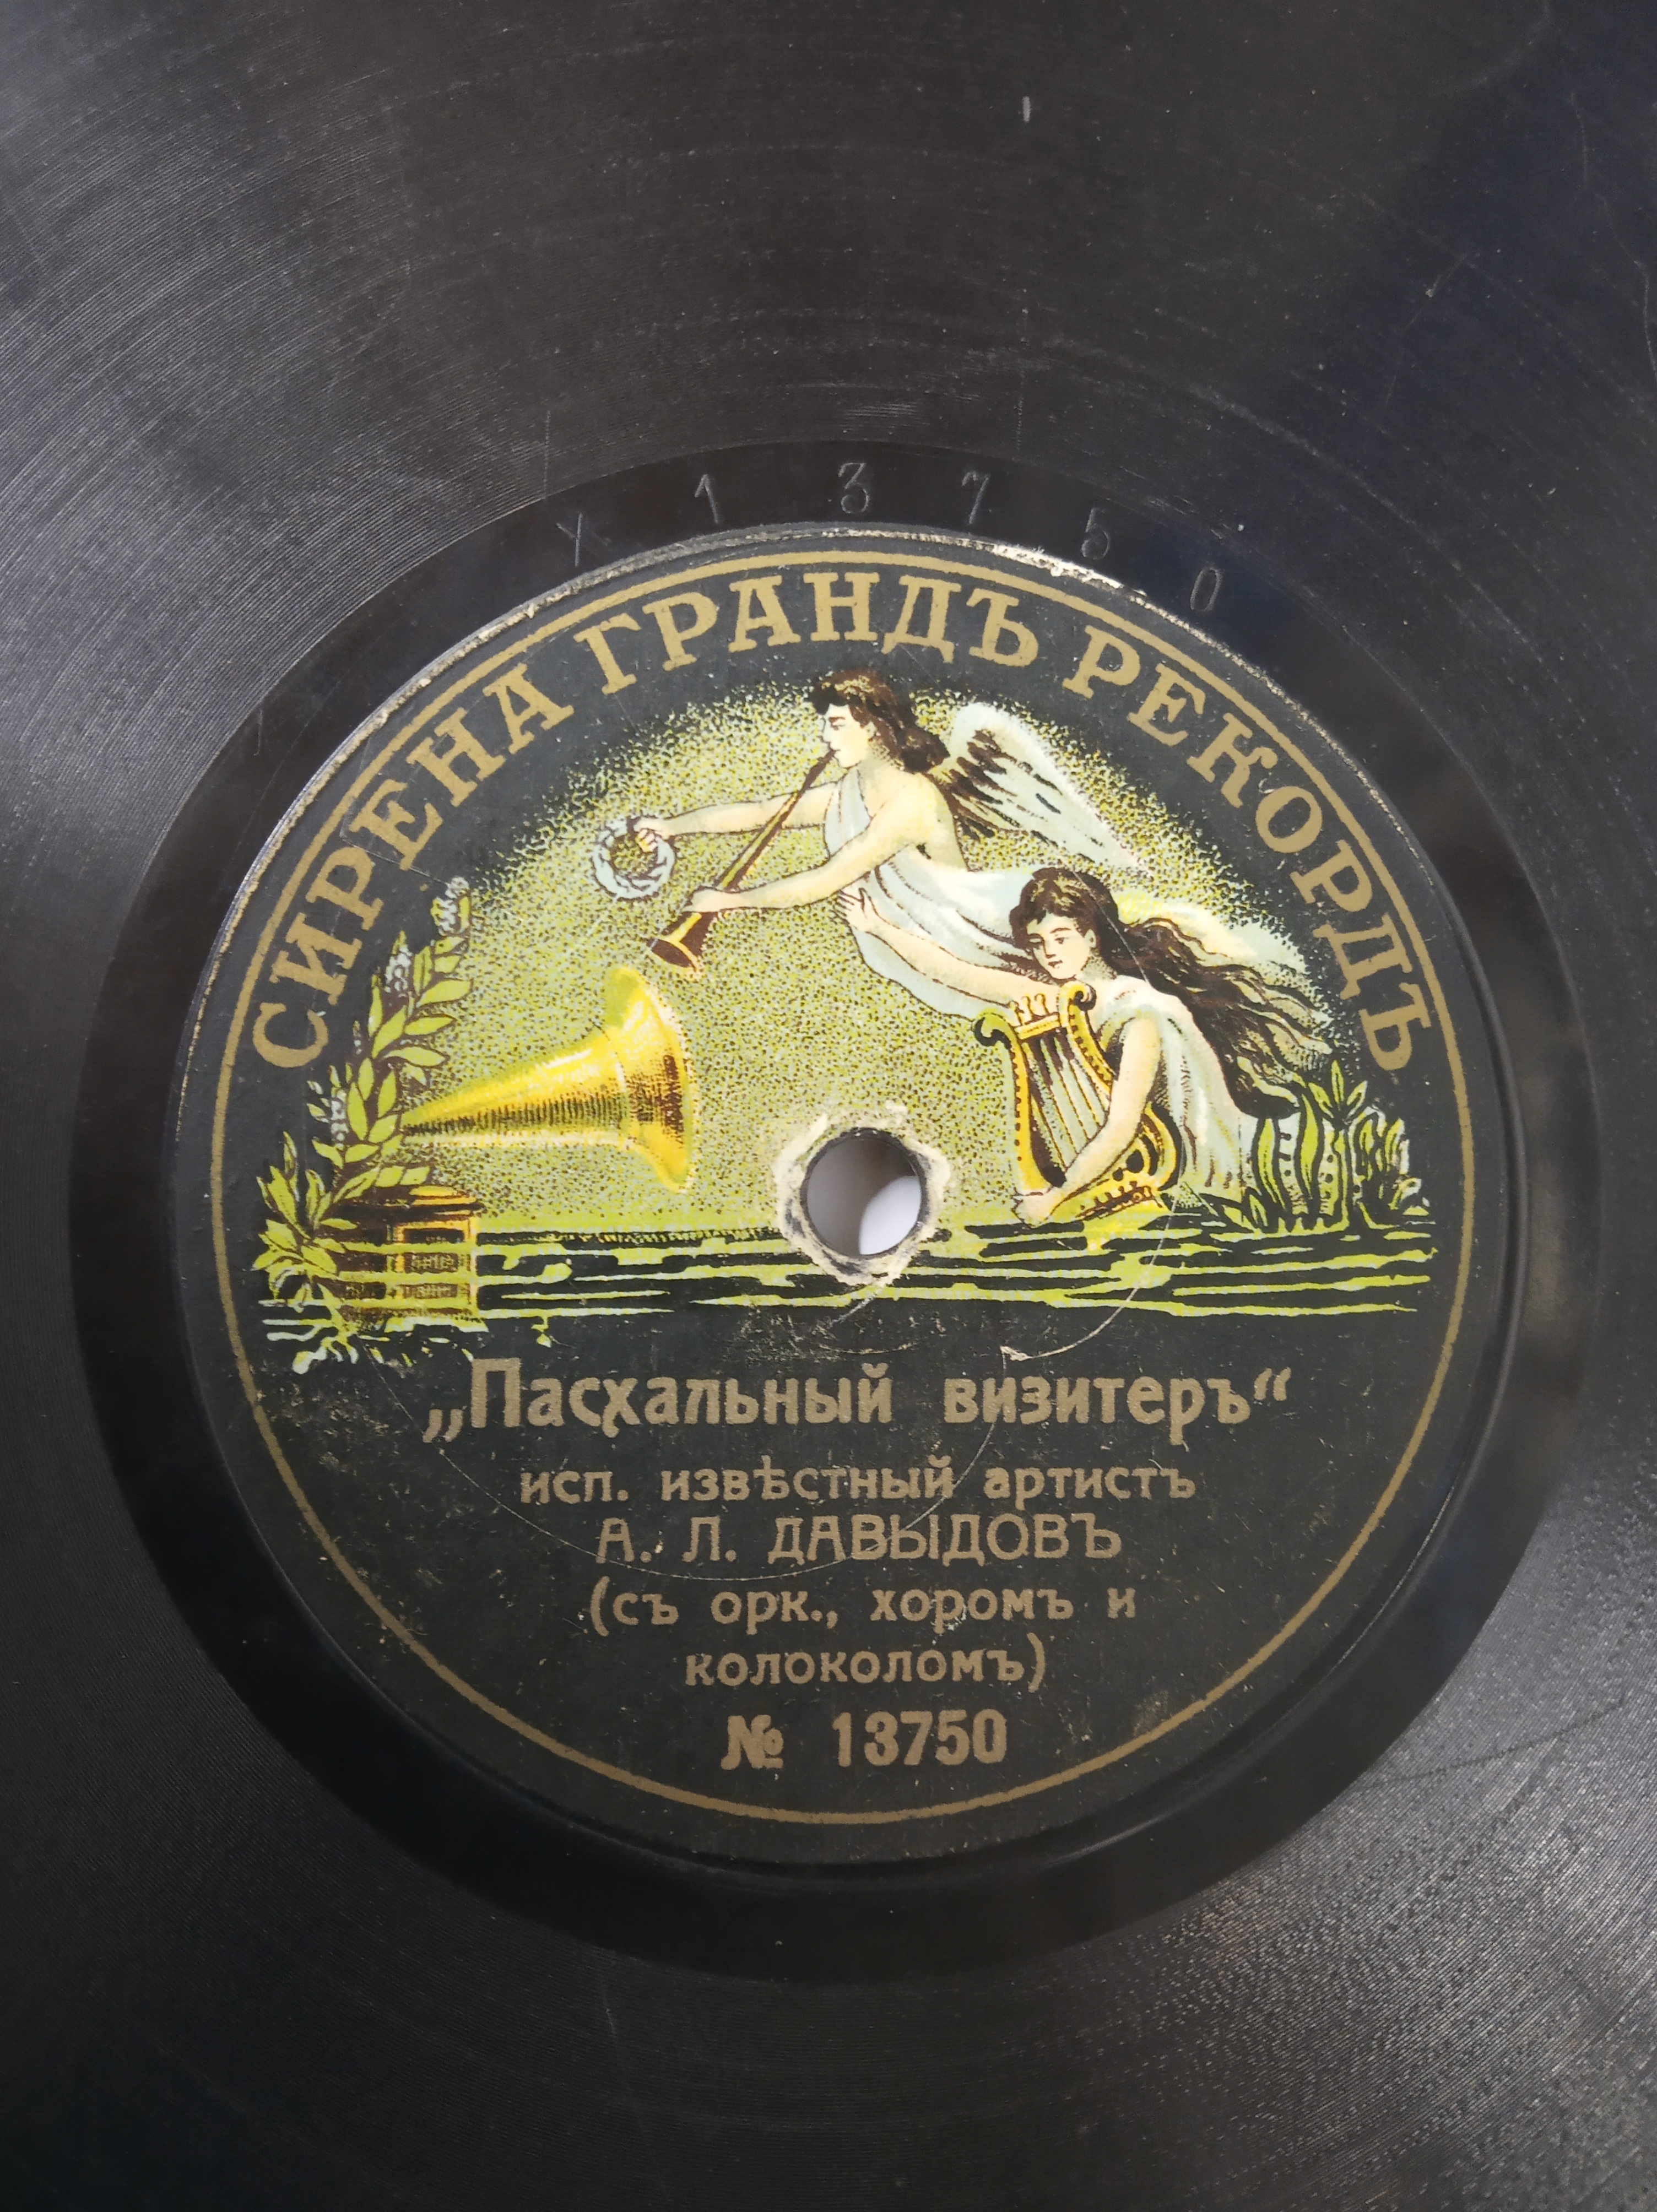 X 13750
СИРЕНА ГРАНДЪ РЕКОРДЪ
„Пасхальный визитеръ“
исп. извѣстный артистъ
А. Л. ДАВЫДОВЪ
(съ орк., хоромъ и
колоколомъ)
№ 13750